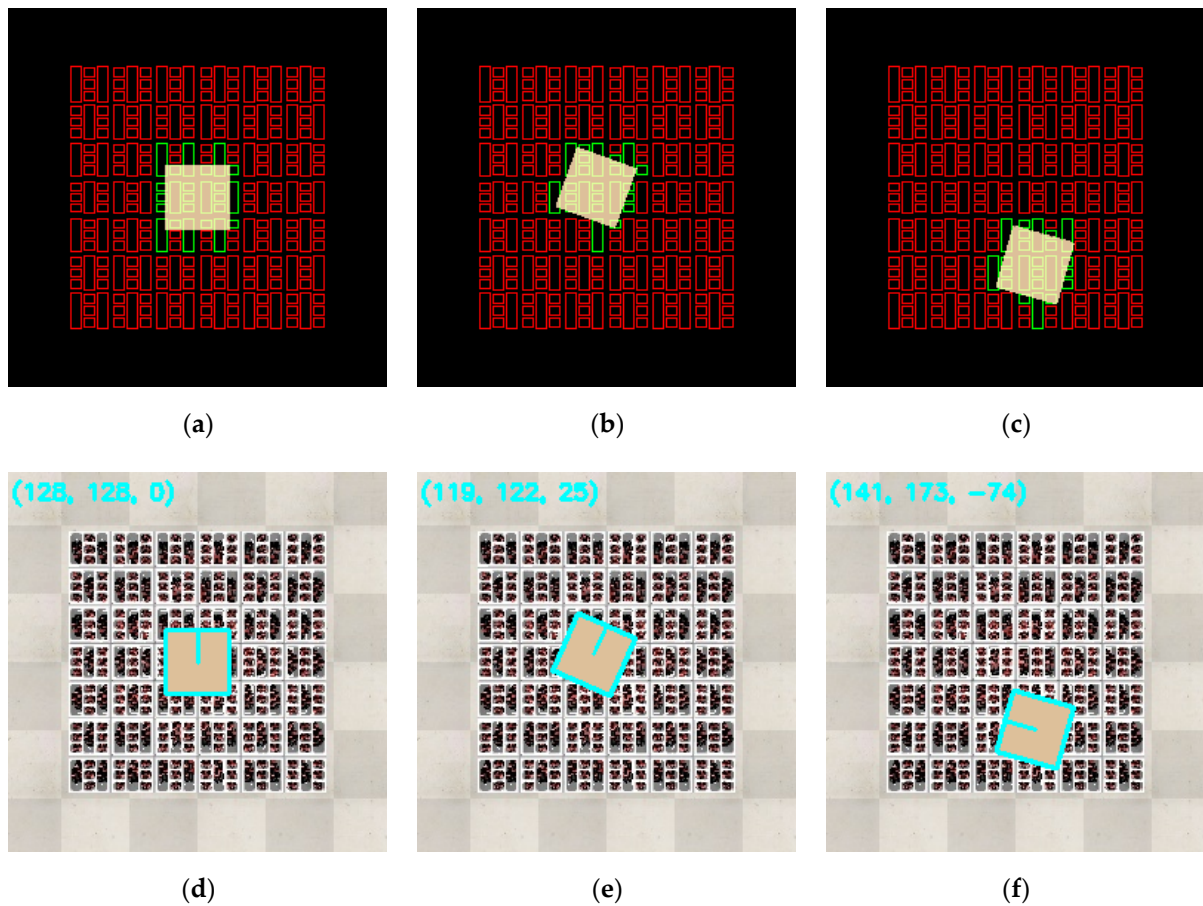 (a)
(b)
(c)
(128, 128, 0)
(119, 122, 25)
(141, 173, -74)
(d)
(e)
(f)